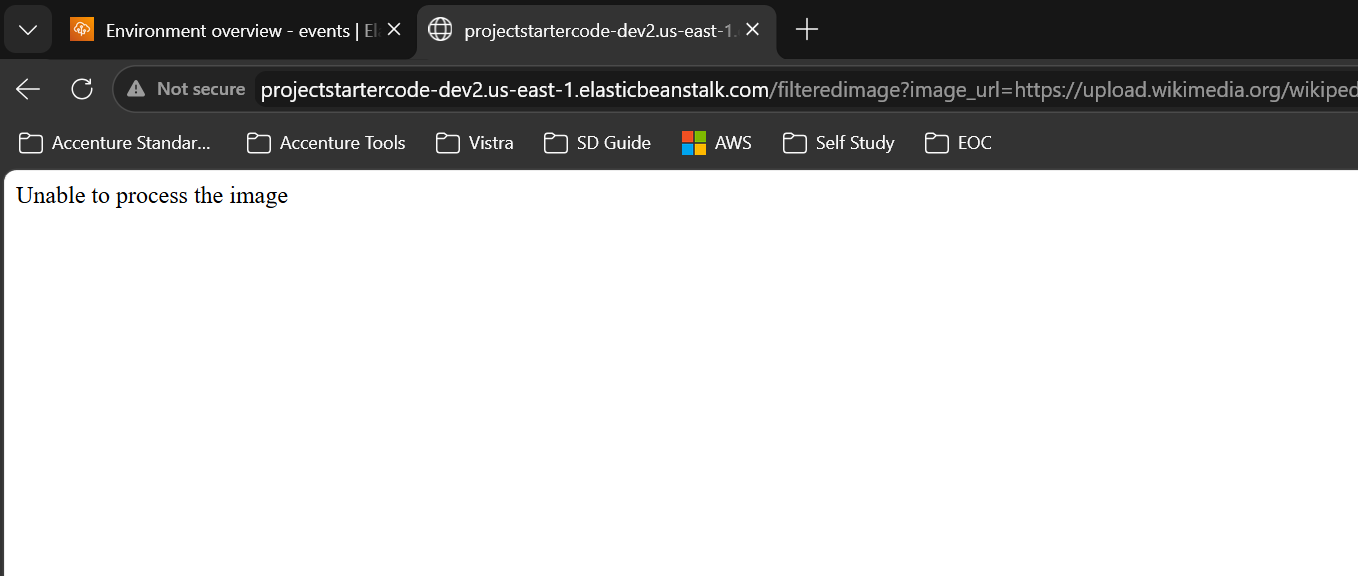 Environment overview - events | Ela
projectstartercode-dev2.us-east-1.
Not secure projectstartercode-dev2.us-east-1.elasticbeanstalk.com/filteredimage?image_url=https://upload.wikimedia.org/wikiped
Accenture Standar... Accenture Tools Vistra SD Guide AWS Self Study EOC
Unable to process the image